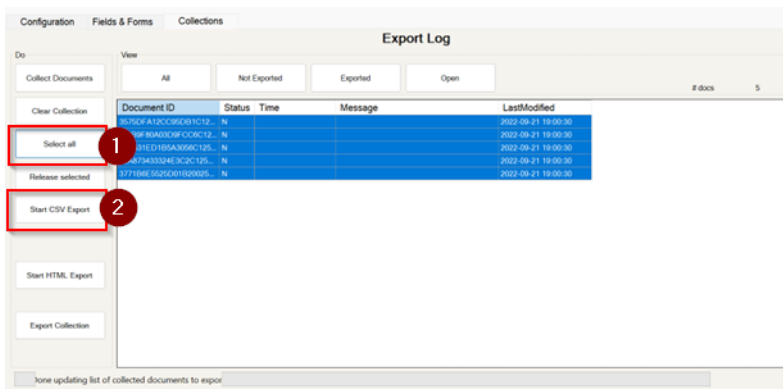 Configuration Fields & Forms Collections
Export Log
Do View
Collect Documents All Not Exported Exported Open
# docs 5
Clear Collection
Document ID Status Time Message LastModified
3575DFA12CC95DB1C12... N 2022-09-21 19:00:30
Select all 1 N 2022-09-21 19:00:30
N 2022-09-21 19:00:30
N 2022-09-21 19:00:30
Release selected N 2022-09-21 19:00:30
Start CSV Export 2
Start HTML Export
Export Collection
one updating list of collected documents to expor